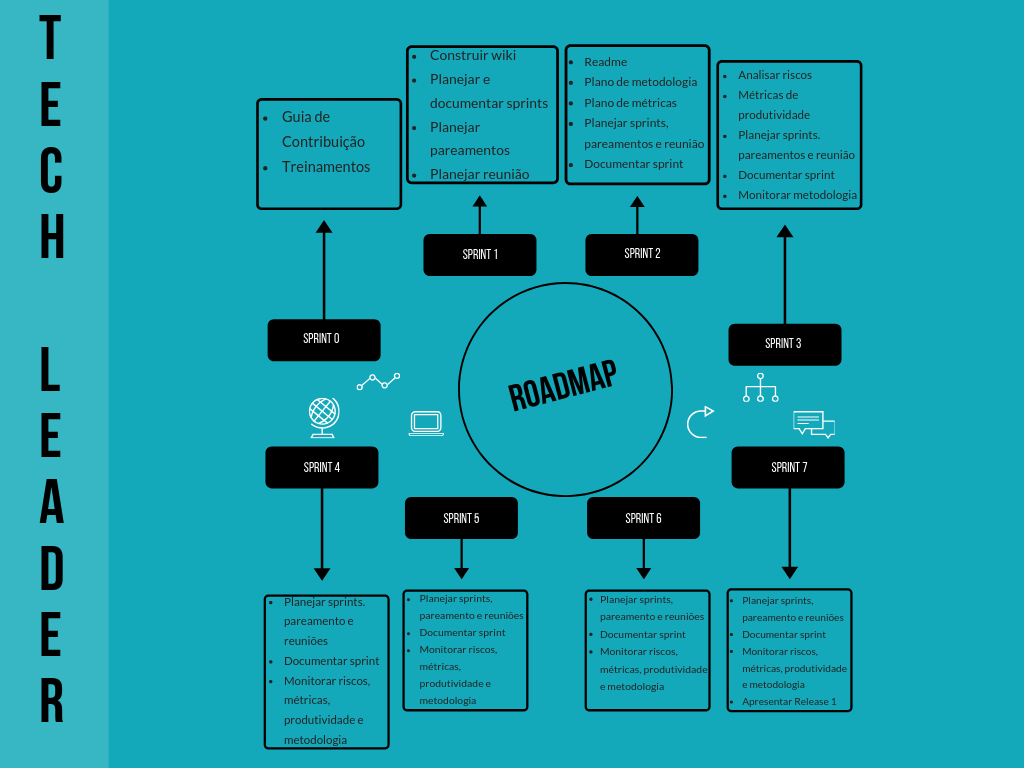 TECH LEADER
• Guia de
Contribuição
• Treinamentos
• Construir wiki
• Planejar e
documentar sprints
• Planejar
pareamentos
• Planejar reunião
• Readme
• Plano de metodologia
• Plano de métricas
• Planejar sprints,
pareamentos e reunião
• Documentar sprint
• Analisar riscos
• Métricas de
produtividade
• Planejar sprints.
pareamentos e reunião
• Documentar sprint
• Monitorar metodologia
SPRINT 0
SPRINT 1
SPRINT 2
SPRINT 3
ROADMAP
SPRINT 4
SPRINT 5
SPRINT 6
SPRINT 7
• Planejar sprints.
pareamento e
reuniões
• Documentar sprint
• Monitorar riscos,
métricas,
produtividade e
metodologia
• Planejar sprints,
pareamento e reuniões
• Documentar sprint
• Monitorar riscos,
métricas,
produtividade e
metodologia
• Planejar sprints,
pareamento e reuniões
• Documentar sprint
• Monitorar riscos,
métricas, produtividade
e metodologia
• Planejar sprints,
pareamento e reuniões
• Documentar sprint
• Monitorar riscos,
métricas, produtividade
e metodologia
• Apresentar Release 1